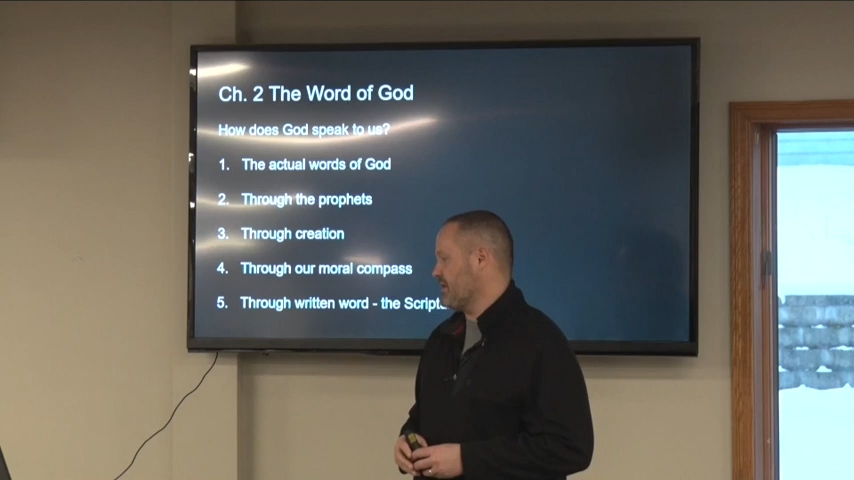 Ch. 2 The Word of God
How does God speak to us?
1. The actual words of God
2. Through the prophets
3. Through creation
4. Through our moral compass
5. Through written word - the